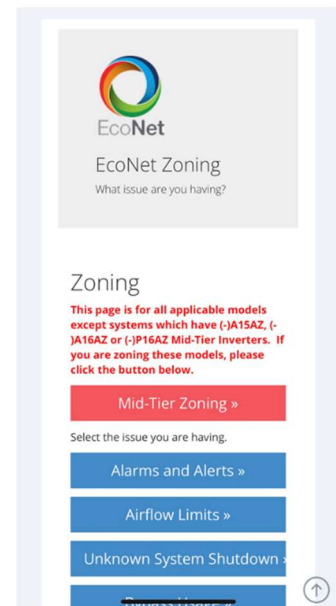 EcoNet
EcoNet Zoning
What issue are you having?
Zoning
This page is for all applicable models
except systems which have (-)A15AZ, (-
)A16AZ or (-)P16AZ Mid-Tier Inverters. If
you are zoning these models, please
click the button below.
Mid-Tier Zoning »
Select the issue you are having.
Alarms and Alerts »
Airflow Limits »
Unknown System Shutdown »
Bypass Usage »